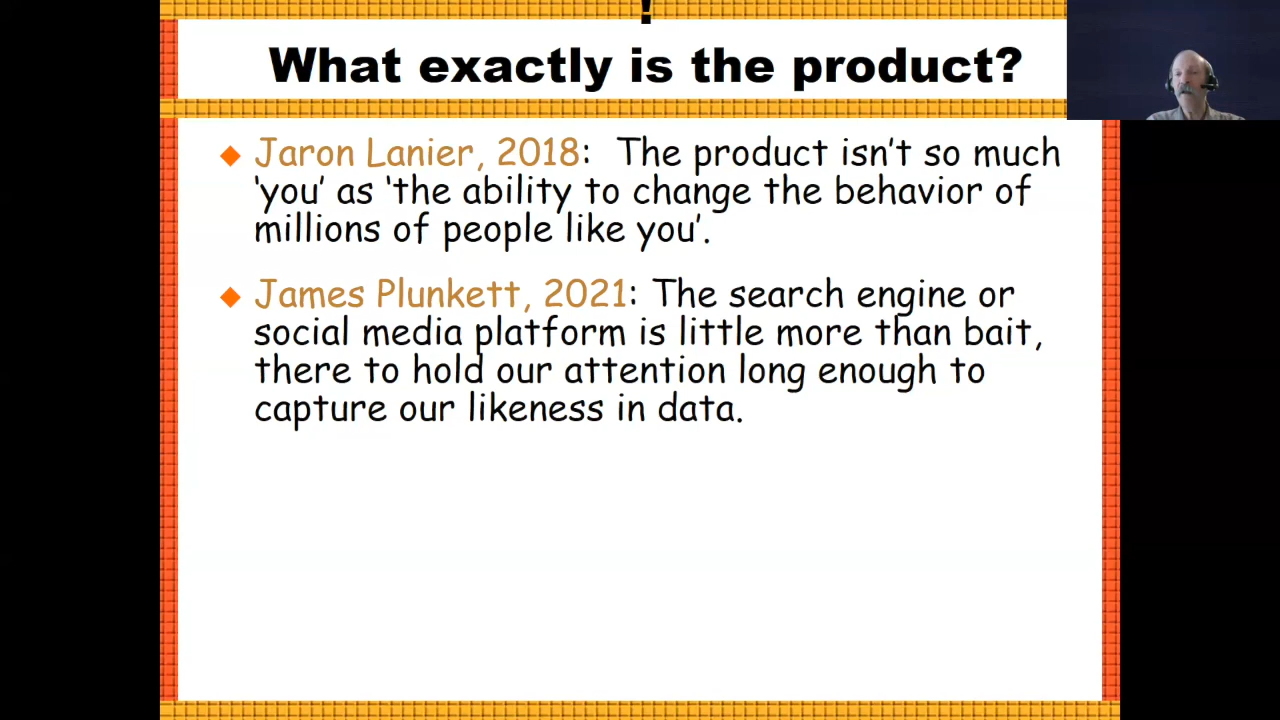 !
What exactly is the product?
Jaron Lanier, 2018: The product isn't so much
'you' as 'the ability to change the behavior of
millions of people like you'.
James Plunkett, 2021: The search engine or
social media platform is little more than bait,
there to hold our attention long enough to
capture our likeness in data.